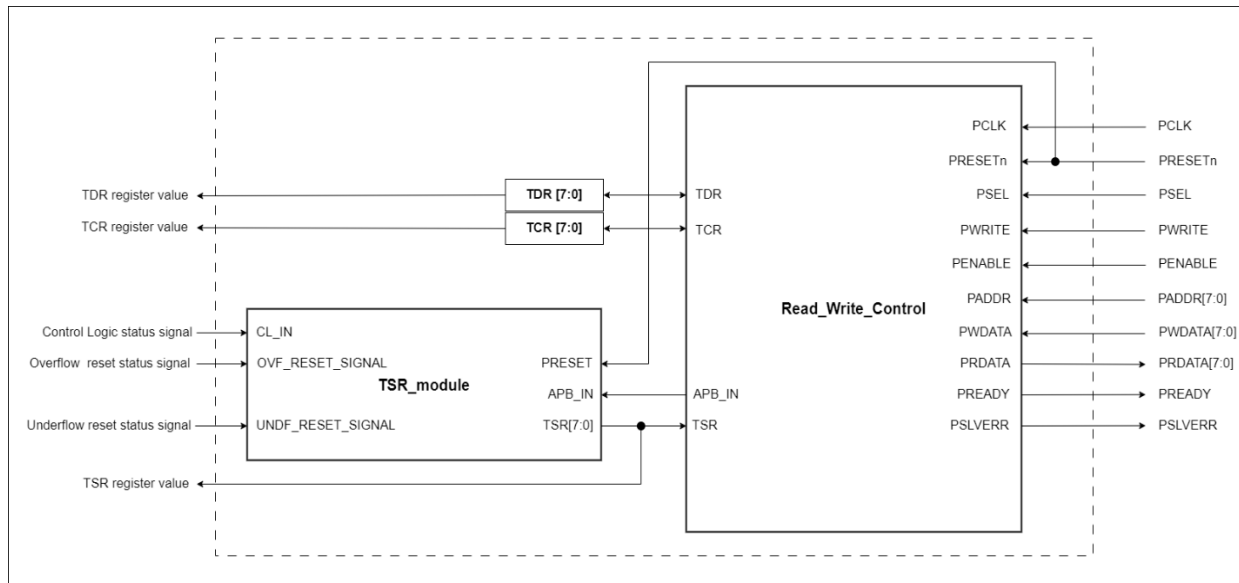 PCLK PCLK
PRESETn PRESETn
TDR register value TDR [7:0] TDR PSEL PSEL
TCR register value TCR [7:0] TCR PWRITE PWRITE
PENABLE PENABLE
Read_Write_Control
PADDR PADDR[7:0]
Control Logic status signal CL_IN PWDATA PWDATA[7:0]
Overflow reset status signal OVF_RESET_SIGNAL PRESET PRDATA PRDATA[7:0]
TSR_module
APB_IN APB_IN PREADY PREADY
Underflow reset status signal UNDF_RESET_SIGNAL TSR[7:0] TSR PSLVERR PSLVERR
TSR register value